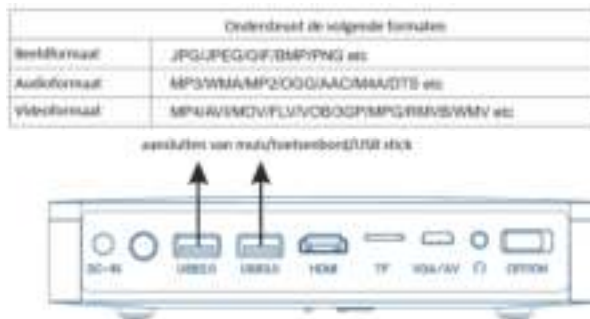 Ondersteunt de volgende formaten
Beeldformaat JPG/JPEG/GIF/BMP/PNG etc
Audioformaat MP3/WMA/MP2/OGG/AAC/M4A/DTS etc
Videoformaat MP4/AVI/MOV/FLV/VOB/3GP/MPG/RMVB/WMV etc
aansluiten van muis/toetsenbord/USB stick
DC-IN USB2.0 HDMI TF VGA/AV OPTION